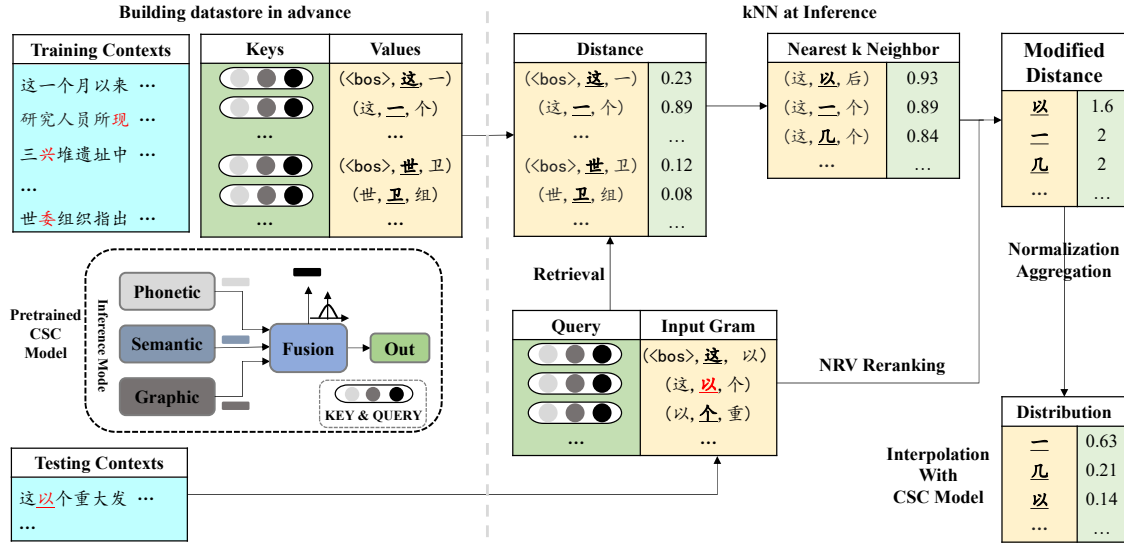 Building datastore in advance
kNN at Inference
Training Contexts
这一个月以来 …
研究人员所现 …
三兴堆遗址中 …
…
世委组织指出 …
Keys Values
(<bos>, 这, 一)
(这, 一, 个)
… …
(<bos>, 世, 卫)
(世, 卫, 组)
… …
Distance
(<bos>, 这, 一) 0.23
(这, 一, 个) 0.89
… …
(<bos>, 世, 卫) 0.12
(世, 卫, 组) 0.08
… …
Nearest k Neighbor
(这, 以, 后) 0.93
(这, 一, 个) 0.89
(这, 几, 个) 0.84
… …
Modified
Distance
以 1.6
一 2
几 2
… …
Pretrained
CSC
Model
Inference Mode
Phonetic
Semantic
Graphic
Fusion
Out
KEY & QUERY
Retrieval
Query Input Gram
(<bos>, 这, 以)
(这, 以, 个)
(以, 个, 重)
… …
NRV Reranking
Normalization
Aggregation
Testing Contexts
这以个重大发 …
…
Interpolation
With
CSC Model
Distribution
一 0.63
几 0.21
以 0.14
… …